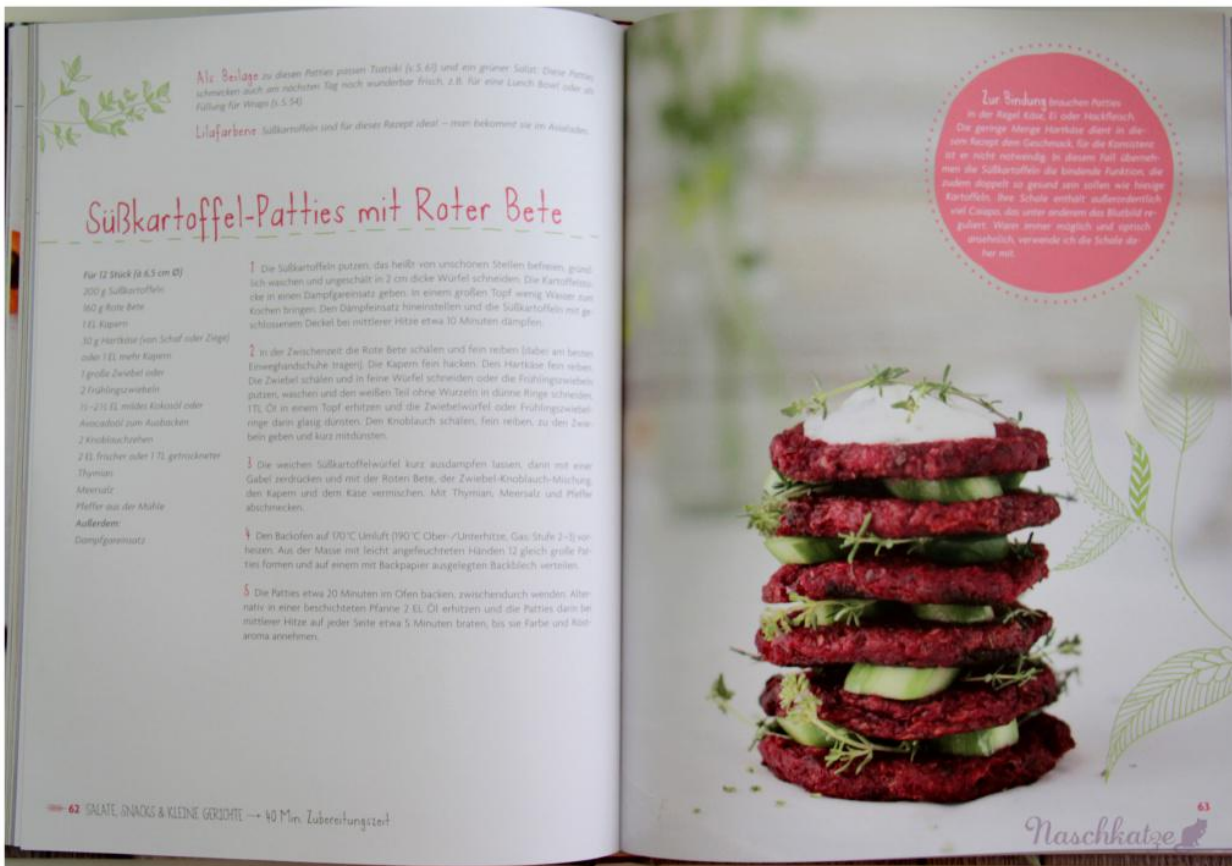 Als Beilage zu diesen Patties passen Tsatsiki (s. S. 61) und ein grüner Salat. Diese Patties
schmecken auch am nächsten Tag noch wunderbar frisch, z.B. für eine Lunch Bowl oder als
Füllung für Wraps (s. S. 54).
Lilafarbene Süßkartoffeln sind für dieses Rezept ideal – man bekommt sie im Asialaden.
Süßkartoffel-Patties mit Roter Bete
Für 12 Stück (à 6,5 cm Ø)
200 g Süßkartoffeln
160 g Rote Bete
1 EL Kapern
30 g Hartkäse (von Schaf oder Ziege)
oder 1 EL mehr Kapern
1 große Zwiebel oder
2 Frühlingszwiebeln
EL mildes Kokosöl oder
Avocadoöl zum Ausbacken
2 Knoblauchzehen
2 EL frischer oder 1 TL getrockneter
Thymian
Meersalz
Pfeffer aus der Mühle
Außerdem:
Dampfgareinsatz
1 Die Süßkartoffeln putzen, das heißt von unschönen Stellen befreien, gründ-
lich waschen und ungeschält in 2 cm dicke Würfel schneiden. Die Kartoffelstü-
cke in einen Dampfgareinsatz geben. In einem großen Topf wenig Wasser zum
Kochen bringen. Den Dämpfeinsatz hineinstellen und die Süßkartoffeln mit ge-
schlossenem Deckel bei mittlerer Hitze etwa 10 Minuten dämpfen.
2 In der Zwischenzeit die Rote Bete schälen und fein reiben (dabei am besten
Einweghandschuhe tragen). Die Kapern fein hacken. Den Hartkäse fein reiben.
Die Zwiebel schälen und in feine Würfel schneiden oder die Frühlingszwiebeln
putzen, waschen und den weißen Teil ohne Wurzeln in dünne Ringe schneiden.
1 TL Öl in einem Topf erhitzen und die Zwiebelwürfel oder Frühlingszwiebel-
ringe darin glasig dünsten. Den Knoblauch schälen, fein reiben, zu den Zwie-
beln geben und kurz mitdünsten.
3 Die weichen Süßkartoffelwürfel kurz ausdampfen lassen, dann mit einer
Gabel zerdrücken und mit der Roten Bete, der Zwiebel-Knoblauch-Mischung,
den Kapern und dem Käse vermischen. Mit Thymian, Meersalz und Pfeffer
abschmecken.
4 Den Backofen auf 170 °C Umluft (190 °C Ober-/Unterhitze, Gas: Stufe 2–3) vor-
heizen. Aus der Masse mit leicht angefeuchteten Händen 12 gleich große Pat-
ties formen und auf einem mit Backpapier ausgelegten Backblech verteilen.
5 Die Patties etwa 20 Minuten im Ofen backen, zwischendurch wenden. Alter-
nativ in einer beschichteten Pfanne 2 EL Öl erhitzen und die Patties darin bei
mittlerer Hitze auf jeder Seite etwa 5 Minuten braten, bis sie Farbe und Röst-
aroma annehmen.
62 SALATE, SNACKS & KLEINE GERICHTE → 40 Min. Zubereitungszeit
Zur Bindung brauchen Patties
in der Regel Käse, Ei oder Hackfleisch.
Die geringe Menge Hartkäse dient in die-
sem Rezept dem Geschmack, für die Konsistenz
ist er nicht notwendig. In diesem Fall überneh-
men die Süßkartoffeln die bindende Funktion, die
zudem doppelt so gesund sein sollen wie hiesige
Kartoffeln. Ihre Schale enthält außerordentlich
viel Caiapo, das unter anderem das Blutbild re-
guliert. Wann immer möglich und optisch
ansehnlich, verwende ich die Schale da-
her mit.
63
Naschkatze